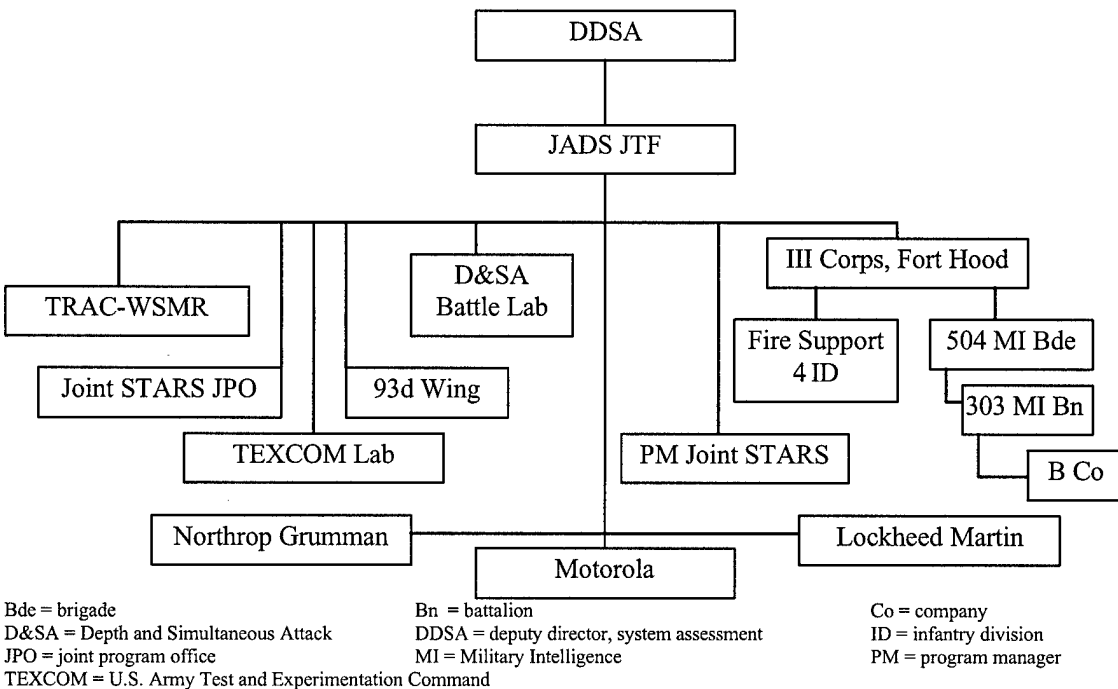 DDSA
JADS JTF
III Corps, Fort Hood
D&SA
Battle Lab
TRAC-WSMR
Fire Support
4 ID
504 MI Bde
Joint STARS JPO
93d Wing
303 MI Bn
TEXCOM Lab
PM Joint STARS
B Co
Northrop Grumman
Lockheed Martin
Motorola
Bde = brigade
Bn = battalion
Co = company
D&SA = Depth and Simultaneous Attack
DDSA = deputy director, system assessment
ID = infantry division
JPO = joint program office
MI = Military Intelligence
PM = program manager
TEXCOM = U.S. Army Test and Experimentation Command